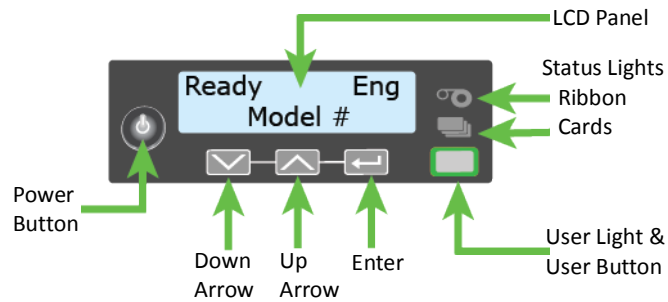 LCD Panel
Ready Eng
Model #
Status Lights
Ribbon
Cards
Power
Button
Down
Arrow
Up
Arrow
Enter
User Light &
User Button